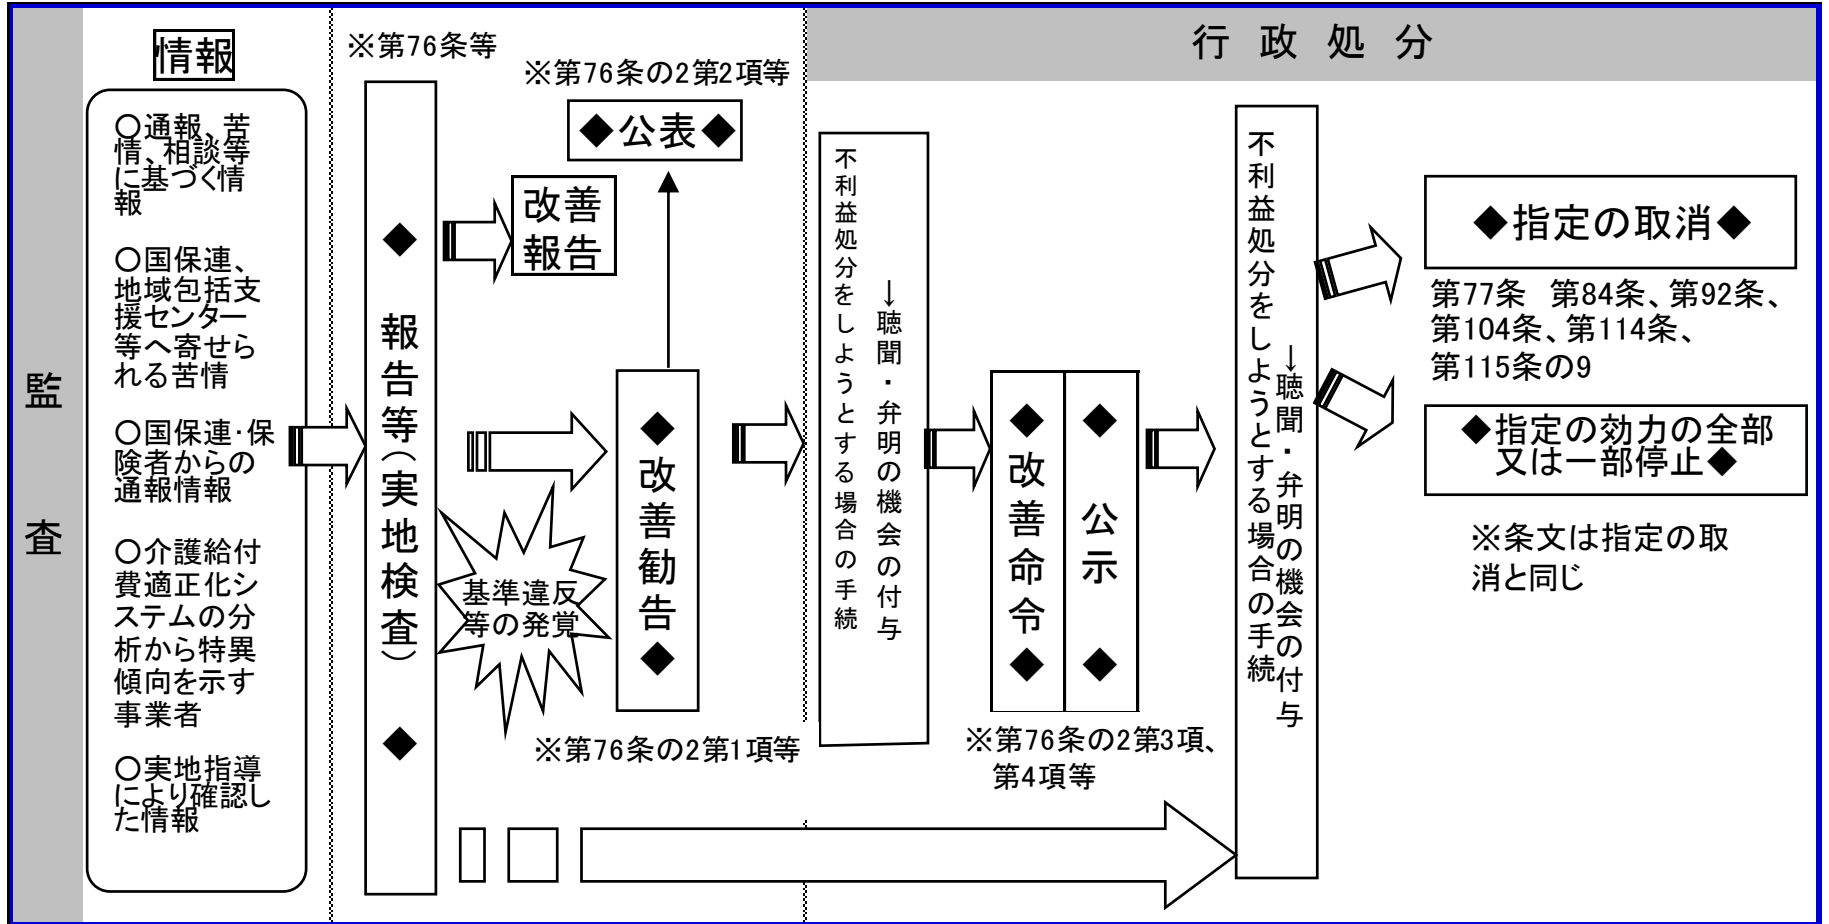 監査
情報
〇通報、苦
情、相談等
に基づく情
報
〇国保連、
地域包括支
援センター
等へ寄せら
れる苦情
〇国保連・保
険者からの
通報情報
〇介護給付
費適正化シ
ステムの分
析から特異
傾向を示す
事業者
〇実地指導
により確認し
た情報
※第76条等
◆報告等(実地検査)◆
改善
報告
※第76条の2第2項等
◆公表◆
基準違反
等の発覚
◆改善勧告◆
※第76条の2第1項等
行政処分
不利益処分をしようとする場合の手続
→聴聞・弁明の機会の付与
◆改善命令◆
◆公示◆
※第76条の2第3項、
第4項等
不利益処分をしようとする場合の手続
→聴聞・弁明の機会の付与
◆指定の取消◆
第77条 第84条、第92条、
第104条、第114条、
第115条の9
◆指定の効力の全部
又は一部停止◆
※条文は指定の取
消と同じ